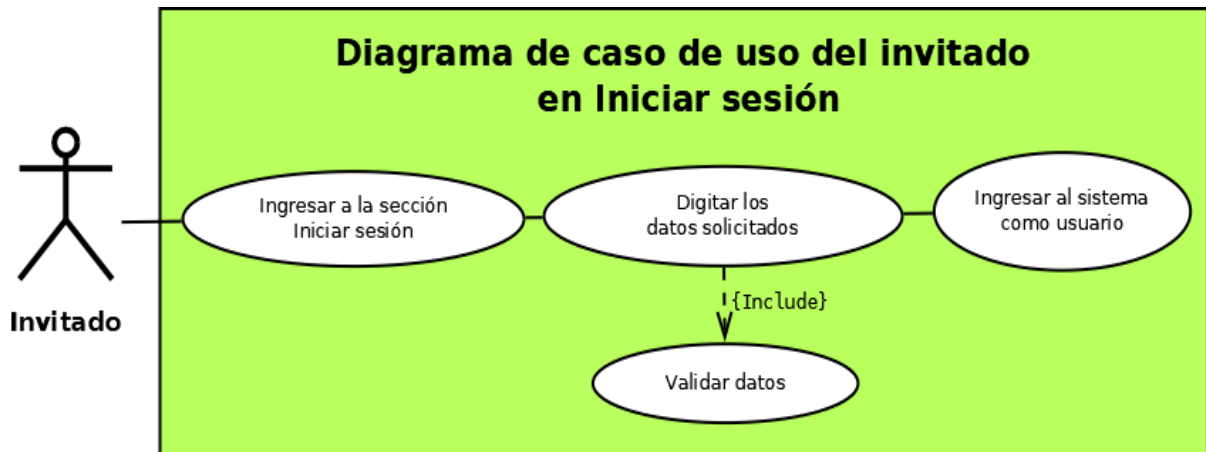 Diagrama de caso de uso del invitado
en Iniciar sesión
Ingresar a la sección
Iniciar sesión
Digitar los
datos solicitados
Ingresar al sistema
como usuario
{Include}
Invitado
Validar datos